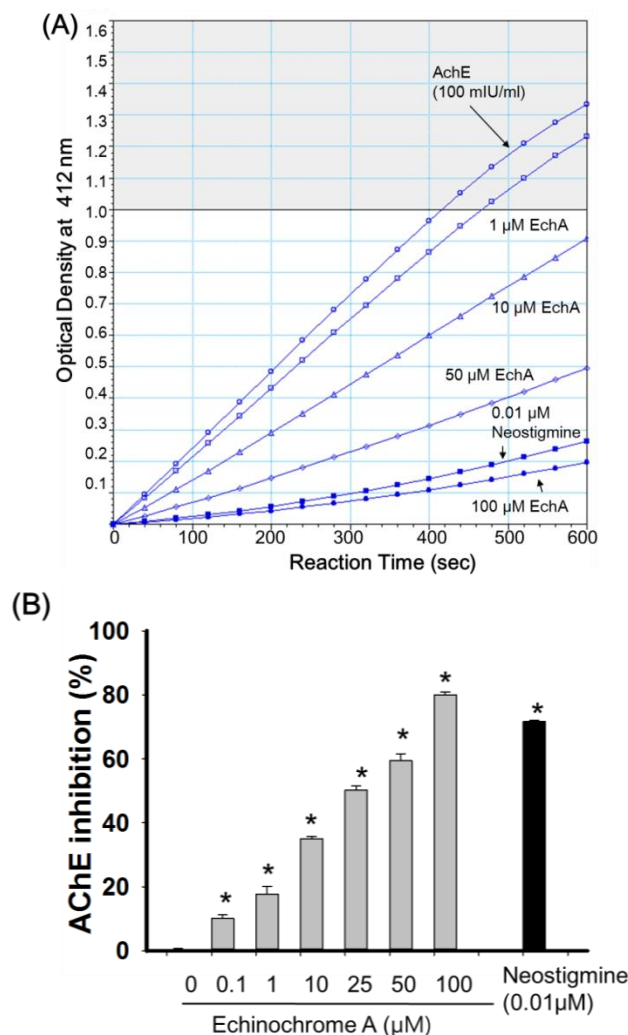 (A)
Optical Density at 412 nm
1.6
1.5
1.4
1.3
1.2
1.1
1.0
0.9
0.8
0.7
0.6
0.5
0.4
0.3
0.2
0.1
AchE
(100 mIU/ml)
1 µM EchA
10 µM EchA
50 µM EchA
0.01 µM
Neostigmine
100 µM EchA
0 100 200 300 400 500 600
Reaction Time (sec)
(B)
AChE inhibition (%)
100
80
60
40
20
0
* * * * * * *
0 0.1 1 10 25 50 100 Neostigmine
(0.01µM)
Echinochrome A (µM)